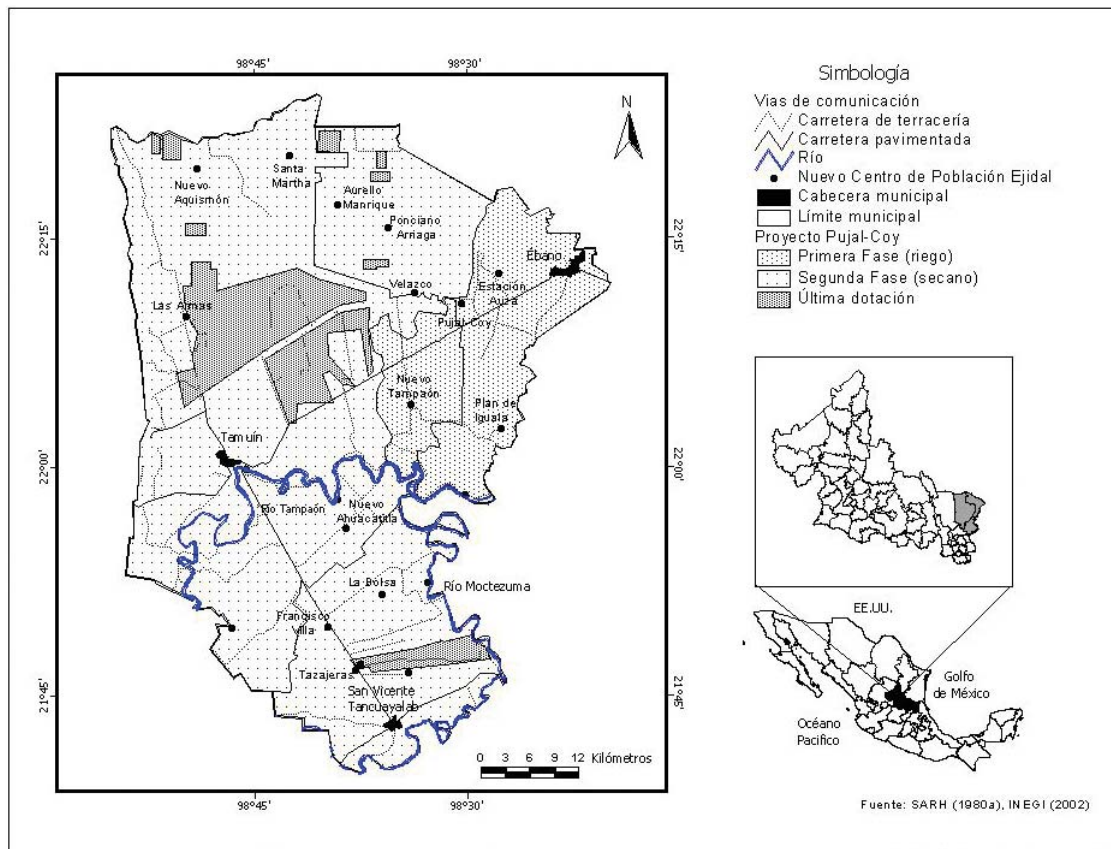 98°45'
98°30'
N
Nuevo
Aquismón
Santa
Martha
Aurelio
Manrique
Ponciano
Arriaga
22°15'
22°15'
Ébano
Velazco
Estación
Auza
Las Armas
Pujal-Coy
Nuevo
Tampaón
Plan de
Iguala
Tamuín
22°00'
22°00'
Río Tampaón
Nuevo
Ahuacatitla
La Bolsa
Río Moctezuma
Francisco
Villa
Tazajeras
San Vicente
Tancuayalab
21°45'
21°45'
0 3 6 9 12 Kilómetros
98°45'
98°30'
Simbología
Vias de comunicación
Carretera de terracería
Carretera pavimentada
Río
Nuevo Centro de Población Ejidal
Cabecera municipal
Límite municipal
Proyecto Pujal-Coy
Primera Fase (riego)
Segunda Fase (secano)
Última dotación
EE.UU.
Golfo
de México
Océano
Pacifico
Fuente: SARH (1980a), INEGI (2002)